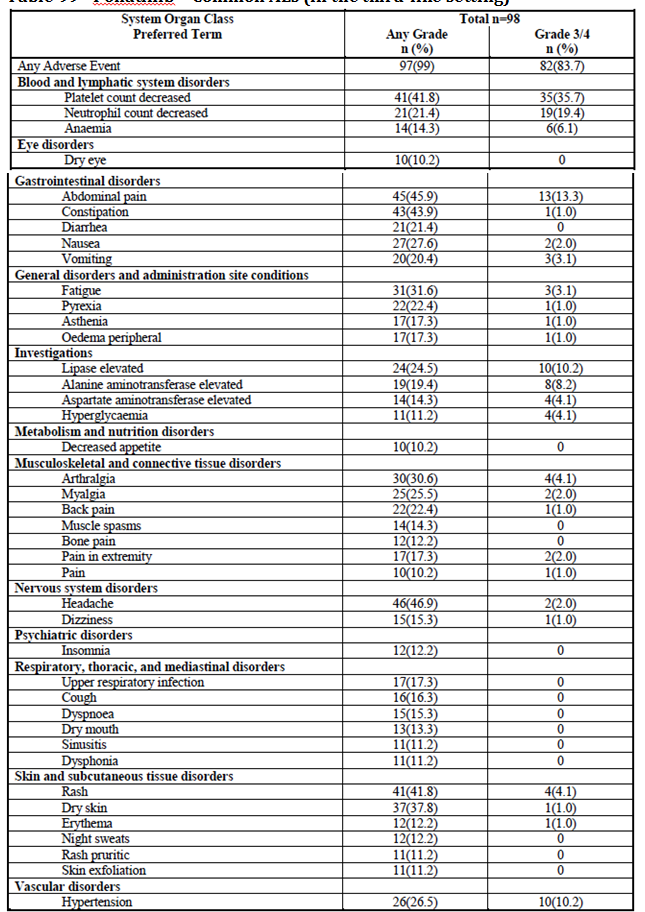 System Organ Class Total n=98
Preferred Term Any Grade Grade 3/4
n (%) n (%)
Any Adverse Event 97(99) 82(83.7)
Blood and lymphatic system disorders
Platelet count decreased 41(41.8) 35(35.7)
Neutrophil count decreased 21(21.4) 19(19.4)
Anaemia 14(14.3) 6(6.1)
Eye disorders
Dry eye 10(10.2) 0
Gastrointestinal disorders
Abdominal pain 45(45.9) 13(13.3)
Constipation 43(43.9) 1(1.0)
Diarrhea 21(21.4) 0
Nausea 27(27.6) 2(2.0)
Vomiting 20(20.4) 3(3.1)
General disorders and administration site conditions
Fatigue 31(31.6) 3(3.1)
Pyrexia 22(22.4) 1(1.0)
Asthenia 17(17.3) 1(1.0)
Oedema peripheral 17(17.3) 1(1.0)
Investigations
Lipase elevated 24(24.5) 10(10.2)
Alanine aminotransferase elevated 19(19.4) 8(8.2)
Aspartate aminotransferase elevated 14(14.3) 4(4.1)
Hyperglycaemia 11(11.2) 4(4.1)
Metabolism and nutrition disorders
Decreased appetite 10(10.2) 0
Musculoskeletal and connective tissue disorders
Arthralgia 30(30.6) 4(4.1)
Myalgia 25(25.5) 2(2.0)
Back pain 22(22.4) 1(1.0)
Muscle spasms 14(14.3) 0
Bone pain 12(12.2) 0
Pain in extremity 17(17.3) 2(2.0)
Pain 10(10.2) 1(1.0)
Nervous system disorders
Headache 46(46.9) 2(2.0)
Dizziness 15(15.3) 1(1.0)
Psychiatric disorders
Insomnia 12(12.2) 0
Respiratory, thoracic, and mediastinal disorders
Upper respiratory infection 17(17.3) 0
Cough 16(16.3) 0
Dyspnoea 15(15.3) 0
Dry mouth 13(13.3) 0
Sinusitis 11(11.2) 0
Dysphonia 11(11.2) 0
Skin and subcutaneous tissue disorders
Rash 41(41.8) 4(4.1)
Dry skin 37(37.8) 1(1.0)
Erythema 12(12.2) 1(1.0)
Night sweats 12(12.2) 0
Rash pruritic 11(11.2) 0
Skin exfoliation 11(11.2) 0
Vascular disorders
Hypertension 26(26.5) 10(10.2)